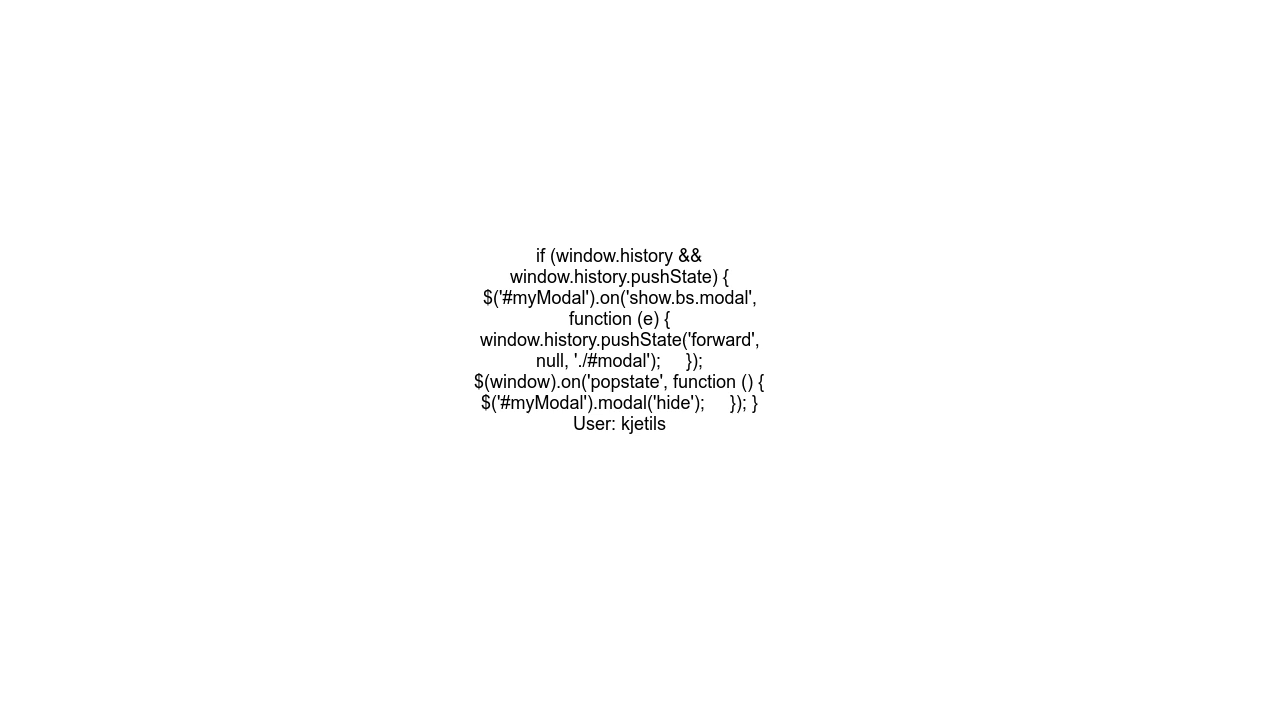 if (window.history &&
window.history.pushState) {
$('#myModal').on('show.bs.modal',
function (e) {
window.history.pushState('forward',
null, './#modal');     });
$(window).on('popstate', function () {
$('#myModal').modal('hide');     }); }
User: kjetils